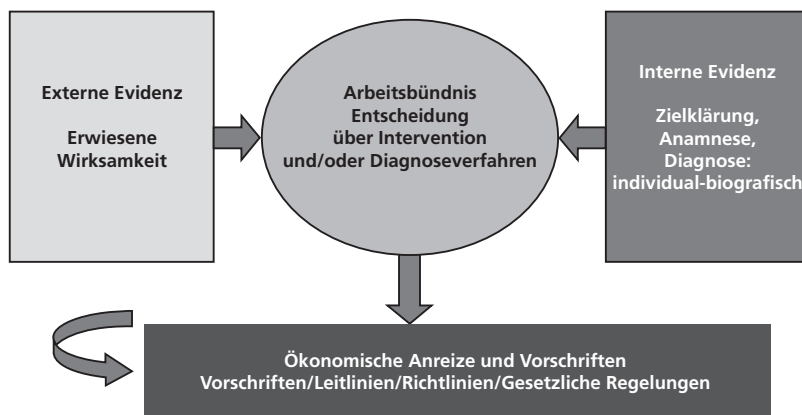 Externe Evidenz
Erwiesene
Wirksamkeit
Arbeitsbündnis
Entscheidung
über Intervention
und/oder Diagnoseverfahren
Interne Evidenz
Zielklärung,
Anamnese,
Diagnose:
individual-biografisch
Ökonomische Anreize und Vorschriften
Vorschriften/Leitlinien/Richtlinien/Gesetzliche Regelungen